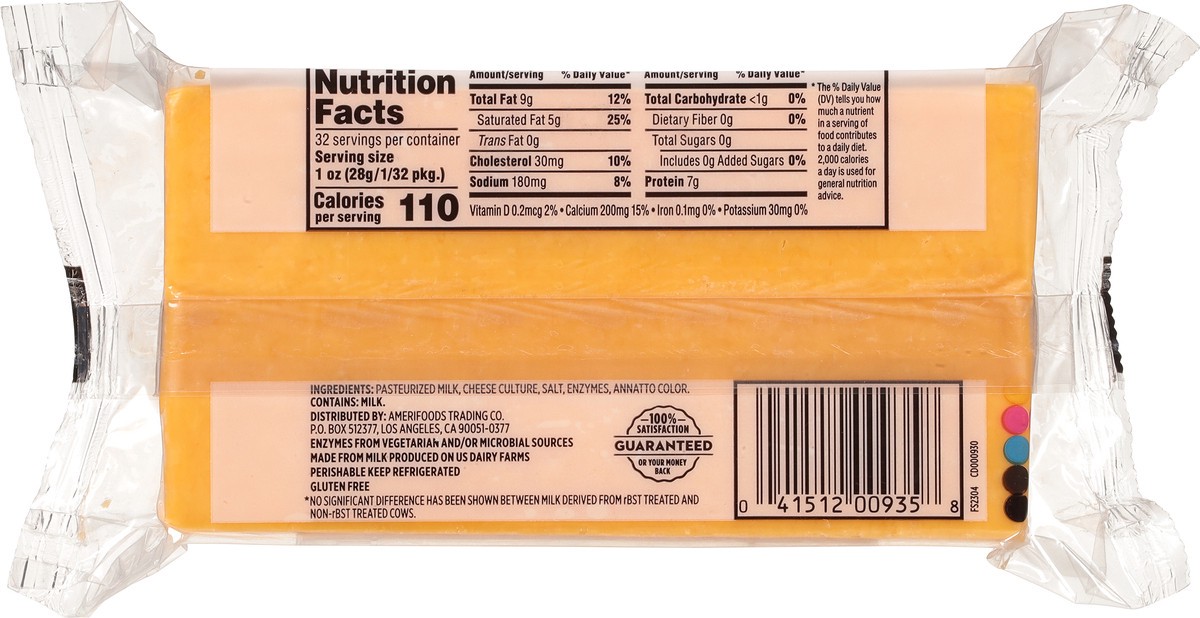 Nutrition
Facts
32 servings per container
Serving size
1 oz (28g/1/32 pkg.)
Calories
per serving 110
Amount/serving % Daily Value*
Total Fat 9g 12%
Saturated Fat 5g 25%
Trans Fat 0g
Cholesterol 30mg 10%
Sodium 180mg 8%
Amount/serving % Daily Value*
Total Carbohydrate <1g 0%
Dietary Fiber 0g 0%
Total Sugars 0g
Includes 0g Added Sugars 0%
Protein 7g
Vitamin D 0.2mcg 2% • Calcium 200mg 15% • Iron 0.1mg 0% • Potassium 30mg 0%
* The % Daily Value
(DV) tells you how
much a nutrient
in a serving of
food contributes
to a daily diet.
2,000 calories
a day is used for
general nutrition
advice.
INGREDIENTS: PASTEURIZED MILK, CHEESE CULTURE, SALT, ENZYMES, ANNATTO COLOR.
CONTAINS: MILK.
DISTRIBUTED BY: AMERIFOODS TRADING CO.
P.O. BOX 512377, LOS ANGELES, CA 90051-0377
ENZYMES FROM VEGETARIAN AND/OR MICROBIAL SOURCES
MADE FROM MILK PRODUCED ON US DAIRY FARMS
PERISHABLE KEEP REFRIGERATED
GLUTEN FREE
*NO SIGNIFICANT DIFFERENCE HAS BEEN SHOWN BETWEEN MILK DERIVED FROM rBST TREATED AND
NON-rBST TREATED COWS.
100%
SATISFACTION
GUARANTEED
OR YOUR MONEY
BACK
0 41512 00935 8
FS2304 CD000930